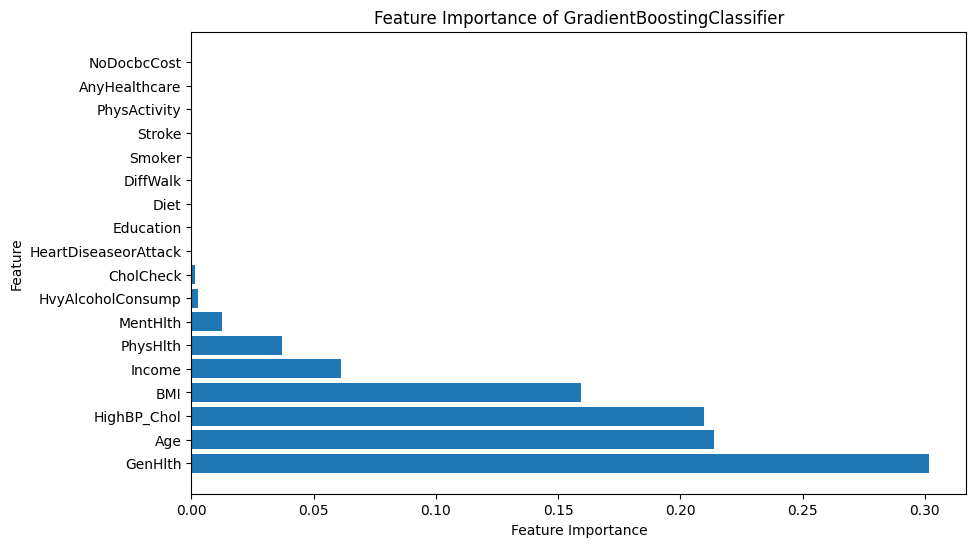 Feature Importance of GradientBoostingClassifier
Feature
NoDocbcCost
AnyHealthcare
PhysActivity
Stroke
Smoker
DiffWalk
Diet
Education
HeartDiseaseorAttack
CholCheck
HvyAlcoholConsump
MentHlth
PhysHlth
Income
BMI
HighBP_Chol
Age
GenHlth
0.00 0.05 0.10 0.15 0.20 0.25 0.30
Feature Importance